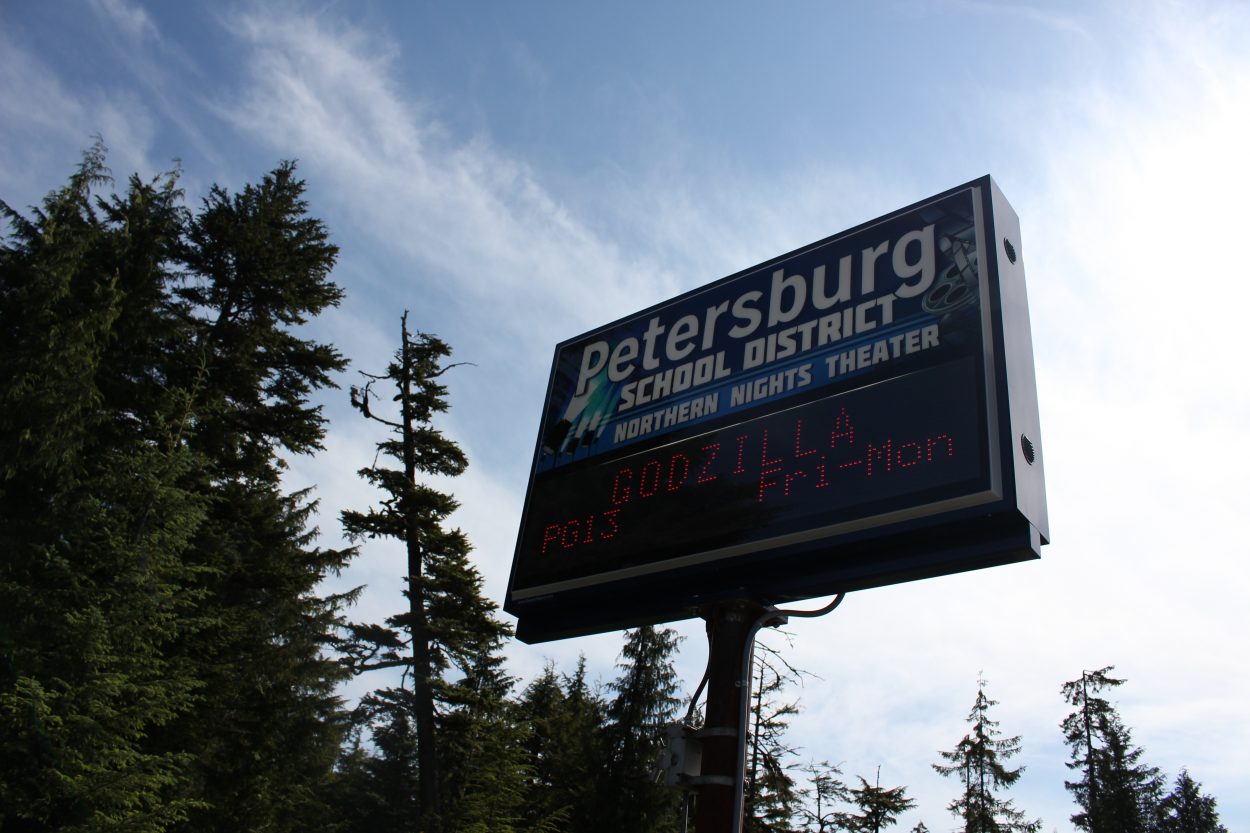 Petersburg
SCHOOL DISTRICT
NORTHERN NIGHTS THEATER
GODZILLA
PG13 Fri-Mon